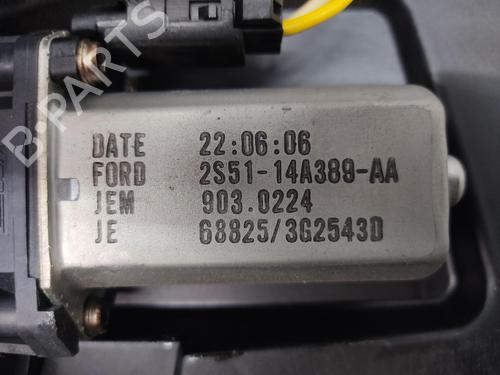 DATE 22:06:06
FORD 2S51-14A389-AA
JEM 903.0224
JE 68825/3G2543D
B-PARTS